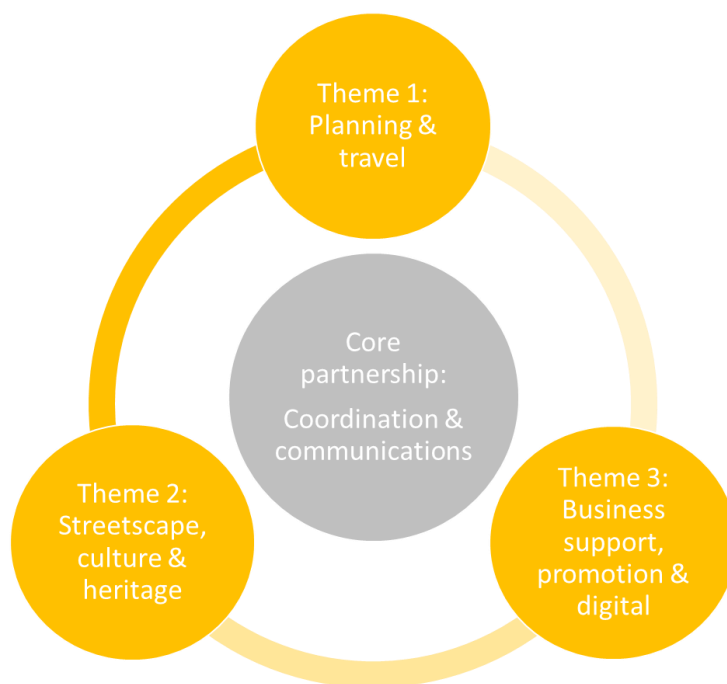 Theme 1:
Planning &
travel
Core
partnership:
Coordination &
communications
Theme 2:
Streetscape,
culture &
heritage
Theme 3:
Business
support,
promotion &
digital